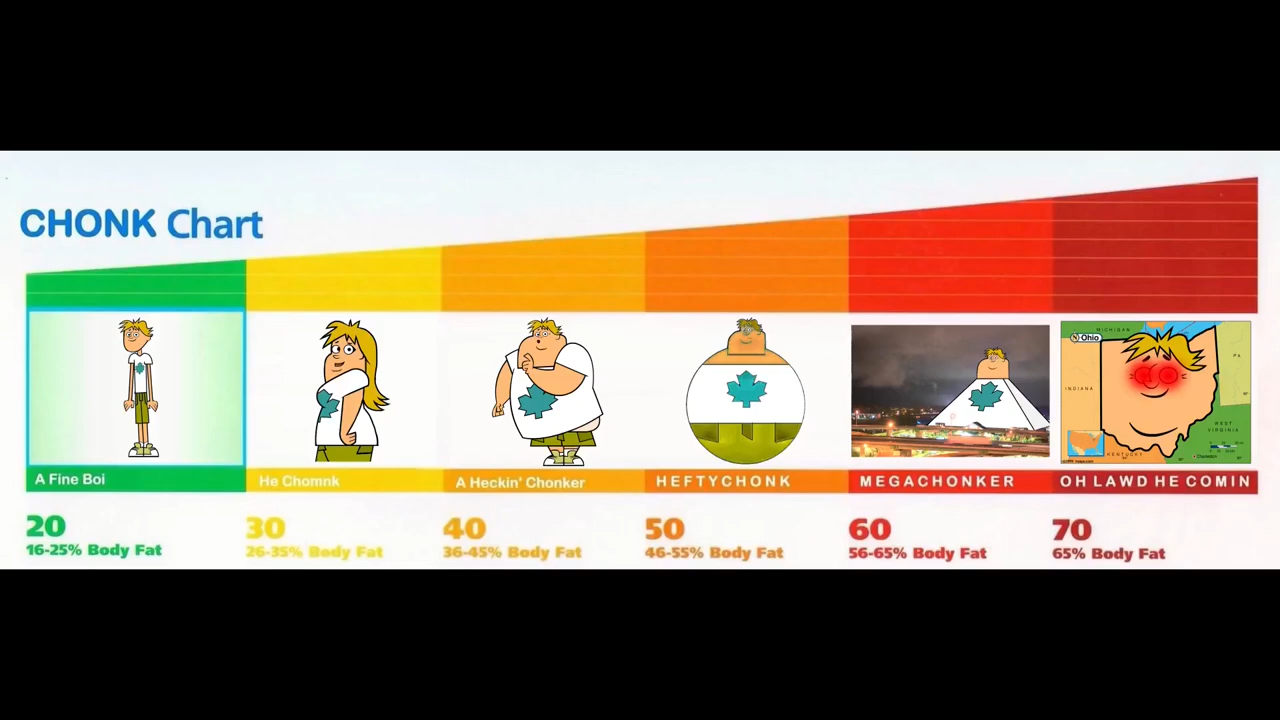 CHONK Chart
MICHIGAN
Ohio
PA
INDIANA
WEST
VIRGINIA
KENTUCKY
A Fine Boi
He Chomnk
A Heckin' Chonker
HEFTYCHONK
MEGACHONKER
OH LAWD HE COMIN
20
16-25% Body Fat
30
26-35% Body Fat
40
36-45% Body Fat
50
46-55% Body Fat
60
56-65% Body Fat
70
65% Body Fat